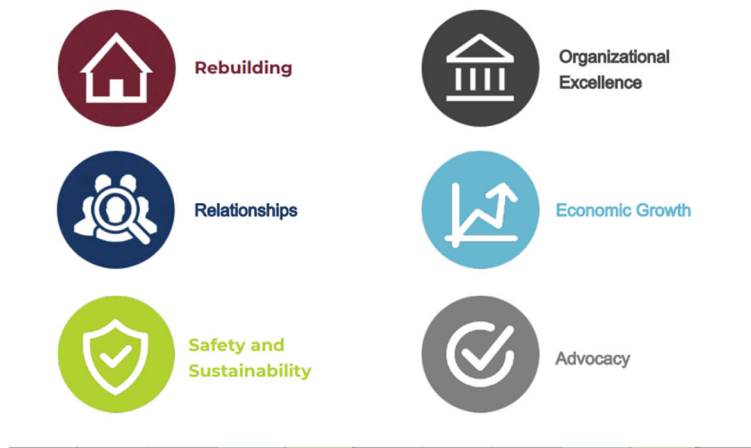 Rebuilding
Organizational
Excellence
Relationships
Economic Growth
Safety and
Sustainability
Advocacy